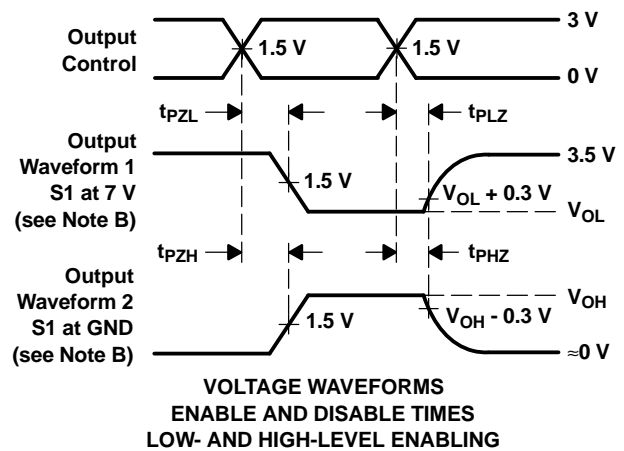 Output
Control
3 V
1.5 V
1.5 V
0 V
tPZL
tPLZ
Output
Waveform 1
S1 at 7 V
(see Note B)
3.5 V
1.5 V
VOL + 0.3 V
VOL
tPZH
tPHZ
Output
Waveform 2
S1 at GND
(see Note B)
VOH
VOH - 0.3 V
1.5 V
≈0 V
VOLTAGE WAVEFORMS
ENABLE AND DISABLE TIMES
LOW- AND HIGH-LEVEL ENABLING